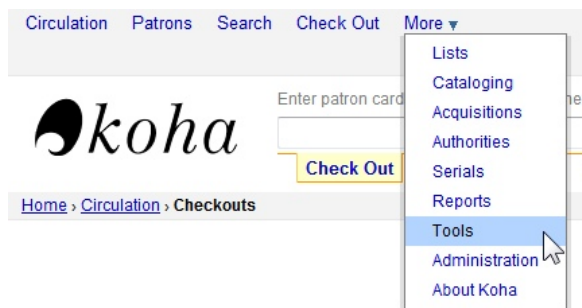 Circulation Patrons Search Check Out More ▼
Lists
Cataloging
Acquisitions
Authorities
Serials
Reports
Tools
Administration
About Koha
koha
Enter patron card
Check Out
Home › Circulation › Checkouts